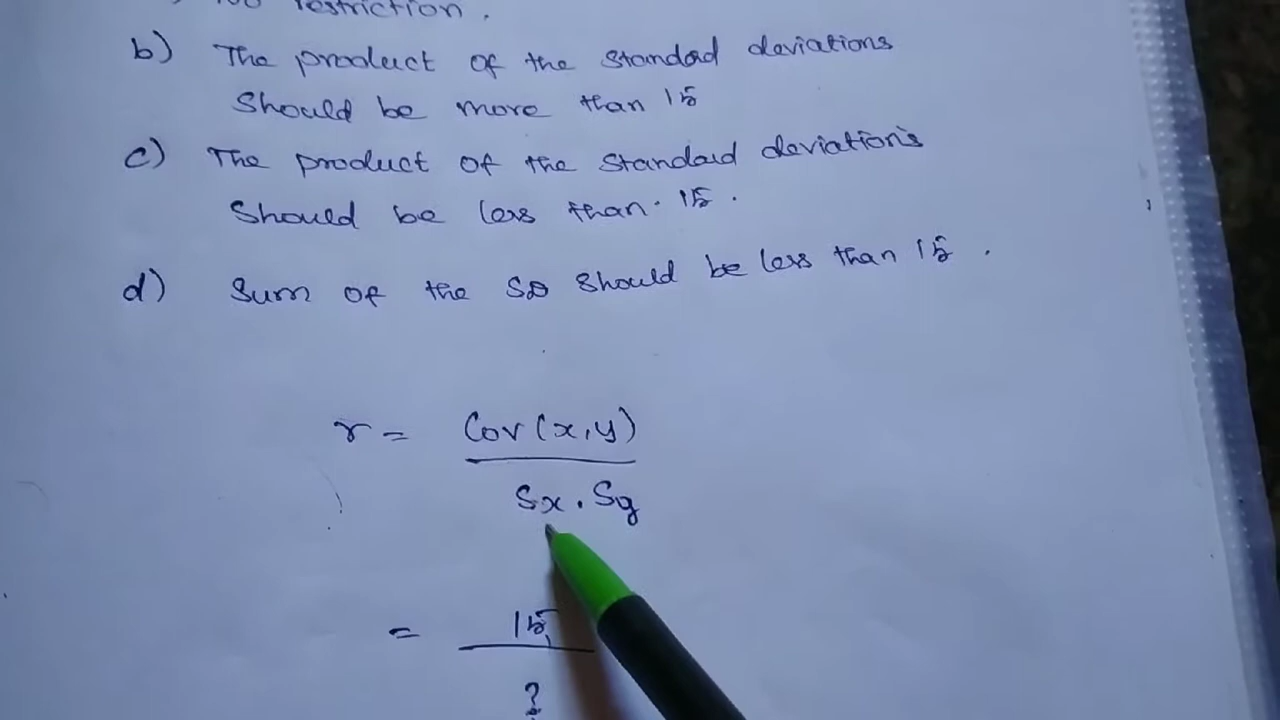 restriction.
b) The product of the Standard deviations
Should be more than 15
c) The product of the Standard deviation's
Should be less than. 15.
d) Sum of the SD Should be less than 15.
r = Cov(x,y)
Sx . Sy
= 15
?